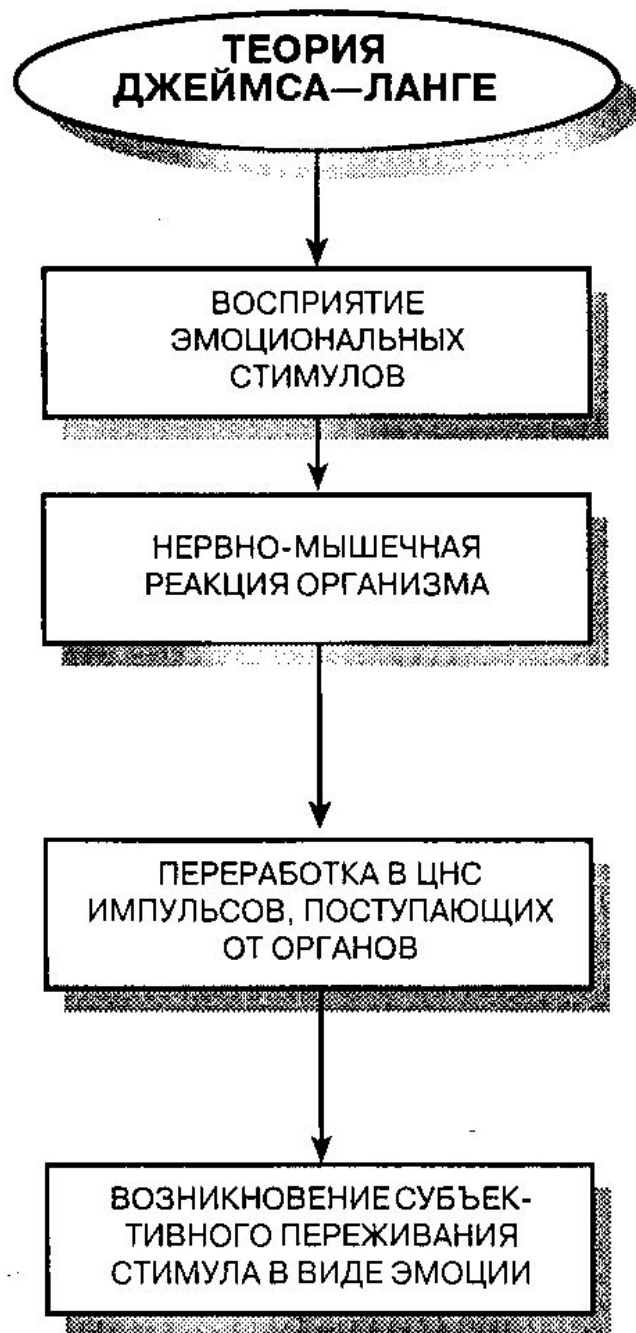 ТЕОРИЯ
ДЖЕЙМСА—ЛАНГЕ
ВОСПРИЯТИЕ
ЭМОЦИОНАЛЬНЫХ
СТИМУЛОВ
НЕРВНО-МЫШЕЧНАЯ
РЕАКЦИЯ ОРГАНИЗМА
ПЕРЕРАБОТКА В ЦНС
ИМПУЛЬСОВ, ПОСТУПАЮЩИХ
ОТ ОРГАНОВ
ВОЗНИКНОВЕНИЕ СУБЪЕК-
ТИВНОГО ПЕРЕЖИВАНИЯ
СТИМУЛА В ВИДЕ ЭМОЦИИ